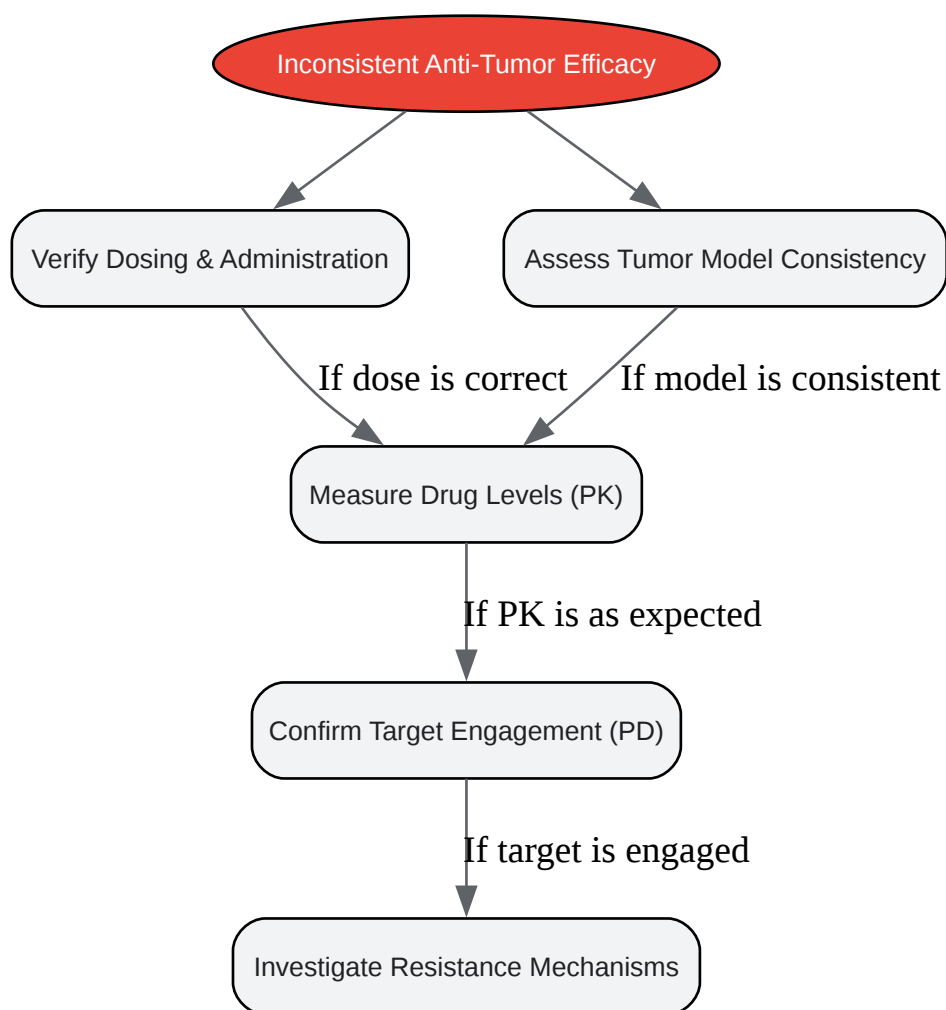 Inconsistent Anti-Tumor Efficacy
Verify Dosing & Administration
Assess Tumor Model Consistency
If dose is correct
If model is consistent
Measure Drug Levels (PK)
If PK is as expected
Confirm Target Engagement (PD)
If target is engaged
Investigate Resistance Mechanisms